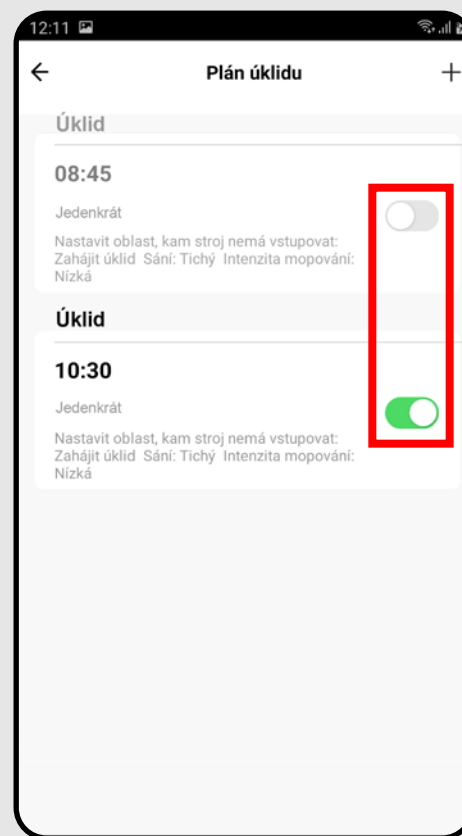 12:11
Plán úklidu
Úklid
08:45
Jedenkrát
Nastavit oblast, kam stroj nemá vstupovat:
Zahájit úklid Sání: Tichý Intenzita mopování:
Nízká
Úklid
10:30
Jedenkrát
Nastavit oblast, kam stroj nemá vstupovat:
Zahájit úklid Sání: Tichý Intenzita mopování:
Nízká